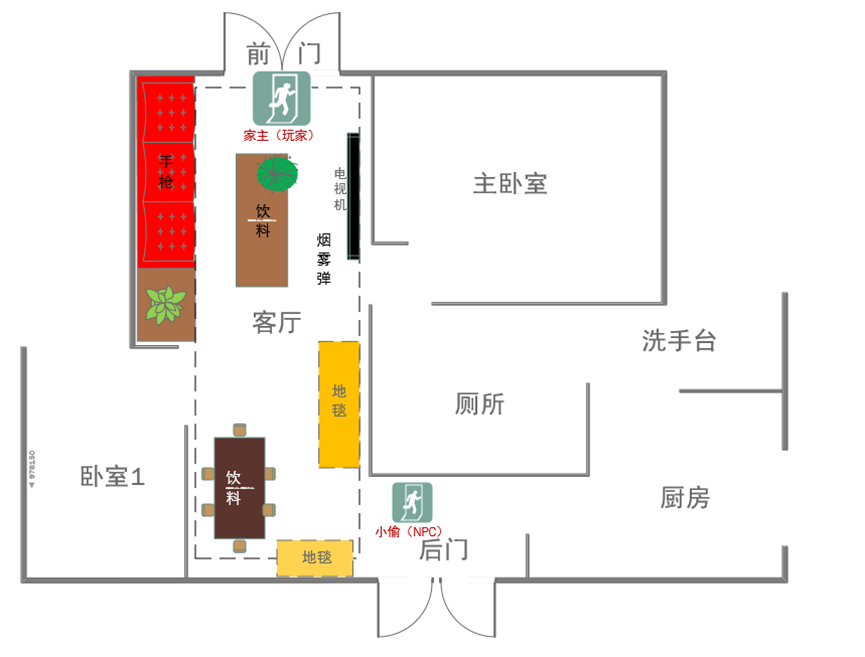 前 门
家主（玩家）
手枪
电视机
主卧室
饮料
烟雾弹
客厅
洗手台
地毯
厕所
饮料
卧室1
厨房
小偷（NPC）
后门
地毯